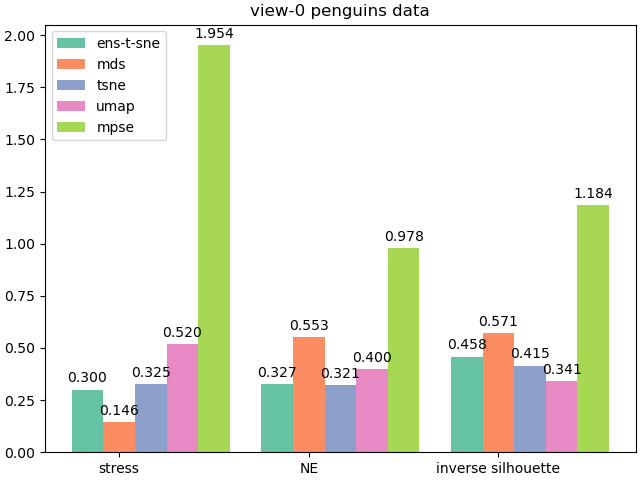 view-0 penguins data
2.00
1.75
1.50
1.25
1.00
0.75
0.50
0.25
0.00
ens-t-sne
mds
tsne
umap
mpse
0.300
0.146
0.325
0.520
1.954
0.327
0.553
0.321
0.400
0.978
0.458
0.571
0.415
0.341
1.184
stress
NE
inverse silhouette